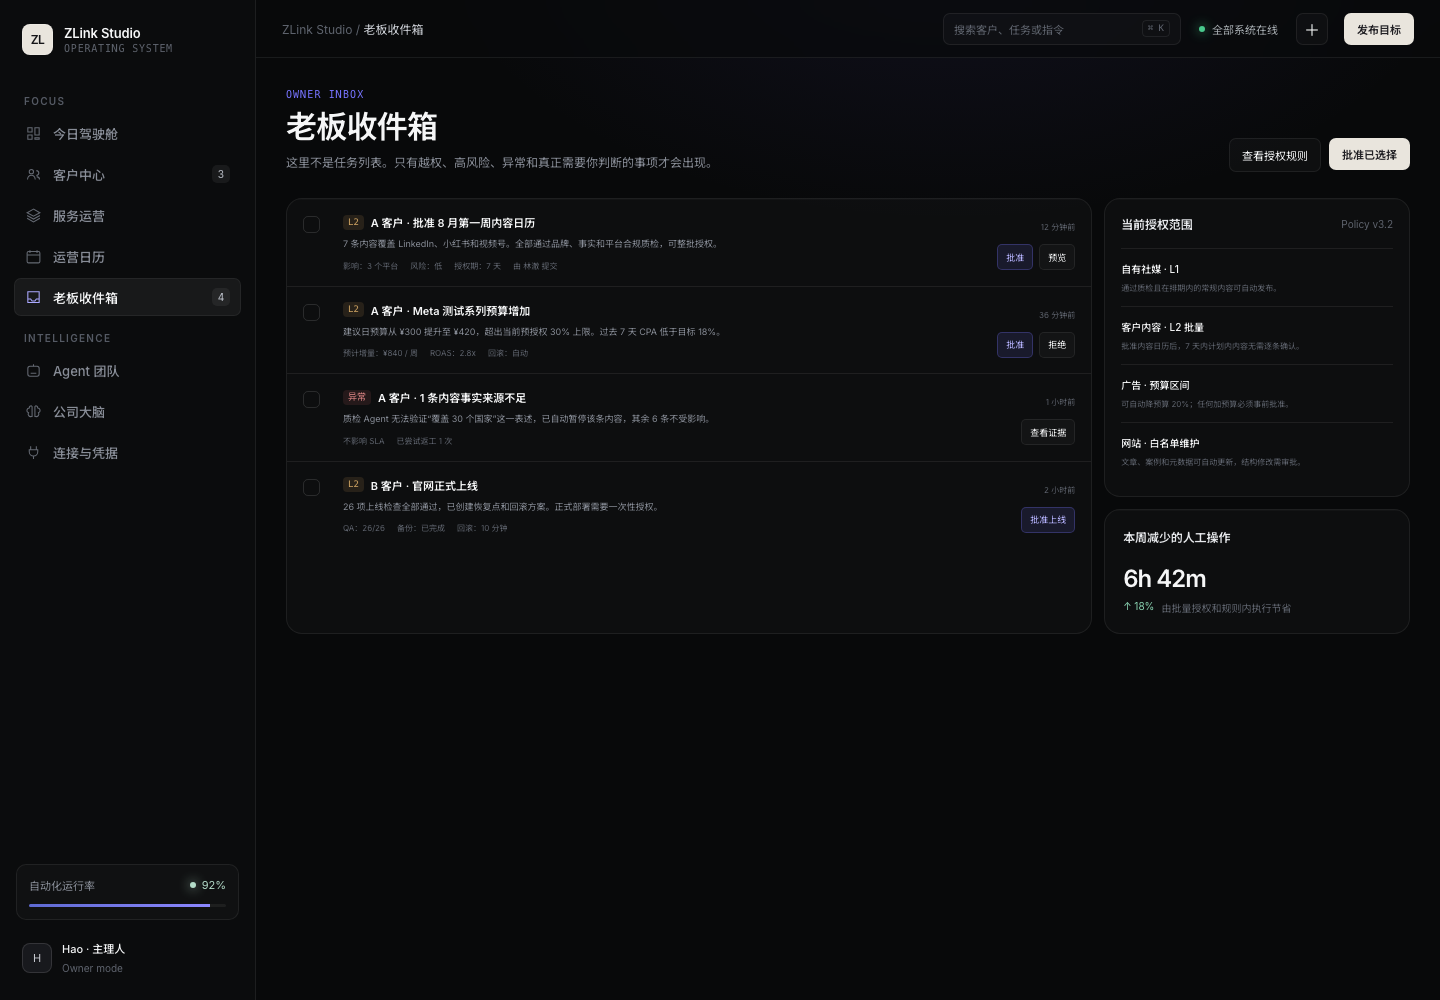 ZL
ZLink Studio
OPERATING SYSTEM
FOCUS
今日驾驶舱
客户中心 3
服务运营
运营日历
老板收件箱 4
INTELLIGENCE
Agent 团队
公司大脑
连接与凭据
自动化运行率 92%
H
Hao · 主理人
Owner mode
ZLink Studio / 老板收件箱
搜索客户、任务或指令 ⌘ K
全部系统在线
发布目标
OWNER INBOX
老板收件箱
这里不是任务列表。只有越权、高风险、异常和真正需要你判断的事项才会出现。
查看授权规则
批准已选择
L2 A 客户 · 批准 8 月第一周内容日历
7 条内容覆盖 LinkedIn、小红书和视频号。全部通过品牌、事实和平台合规质检，可整批授权。
影响：3 个平台 风险：低 授权期：7 天 由 林澈 提交
12 分钟前
批准 预览
L2 A 客户 · Meta 测试系列预算增加
建议日预算从 ¥300 提升至 ¥420，超出当前预授权 30% 上限。过去 7 天 CPA 低于目标 18%。
预计增量：¥840 / 周 ROAS：2.8x 回滚：自动
36 分钟前
批准 拒绝
异常 A 客户 · 1 条内容事实来源不足
质检 Agent 无法验证“覆盖 30 个国家”这一表述，已自动暂停该条内容，其余 6 条不受影响。
不影响 SLA 已尝试返工 1 次
1 小时前
查看证据
L2 B 客户 · 官网正式上线
26 项上线检查全部通过，已创建恢复点和回滚方案。正式部署需要一次性授权。
QA：26/26 备份：已完成 回滚：10 分钟
2 小时前
批准上线
当前授权范围 Policy v3.2
自有社媒 · L1
通过质检且在排期内的常规内容可自动发布。
客户内容 · L2 批量
批准内容日历后，7 天内计划内内容无需逐条确认。
广告 · 预算区间
可自动降预算 20%；任何加预算必须事前批准。
网站 · 白名单维护
文章、案例和元数据可自动更新，结构修改需审批。
本周减少的人工操作
6h 42m
↑ 18% 由批量授权和规则内执行节省